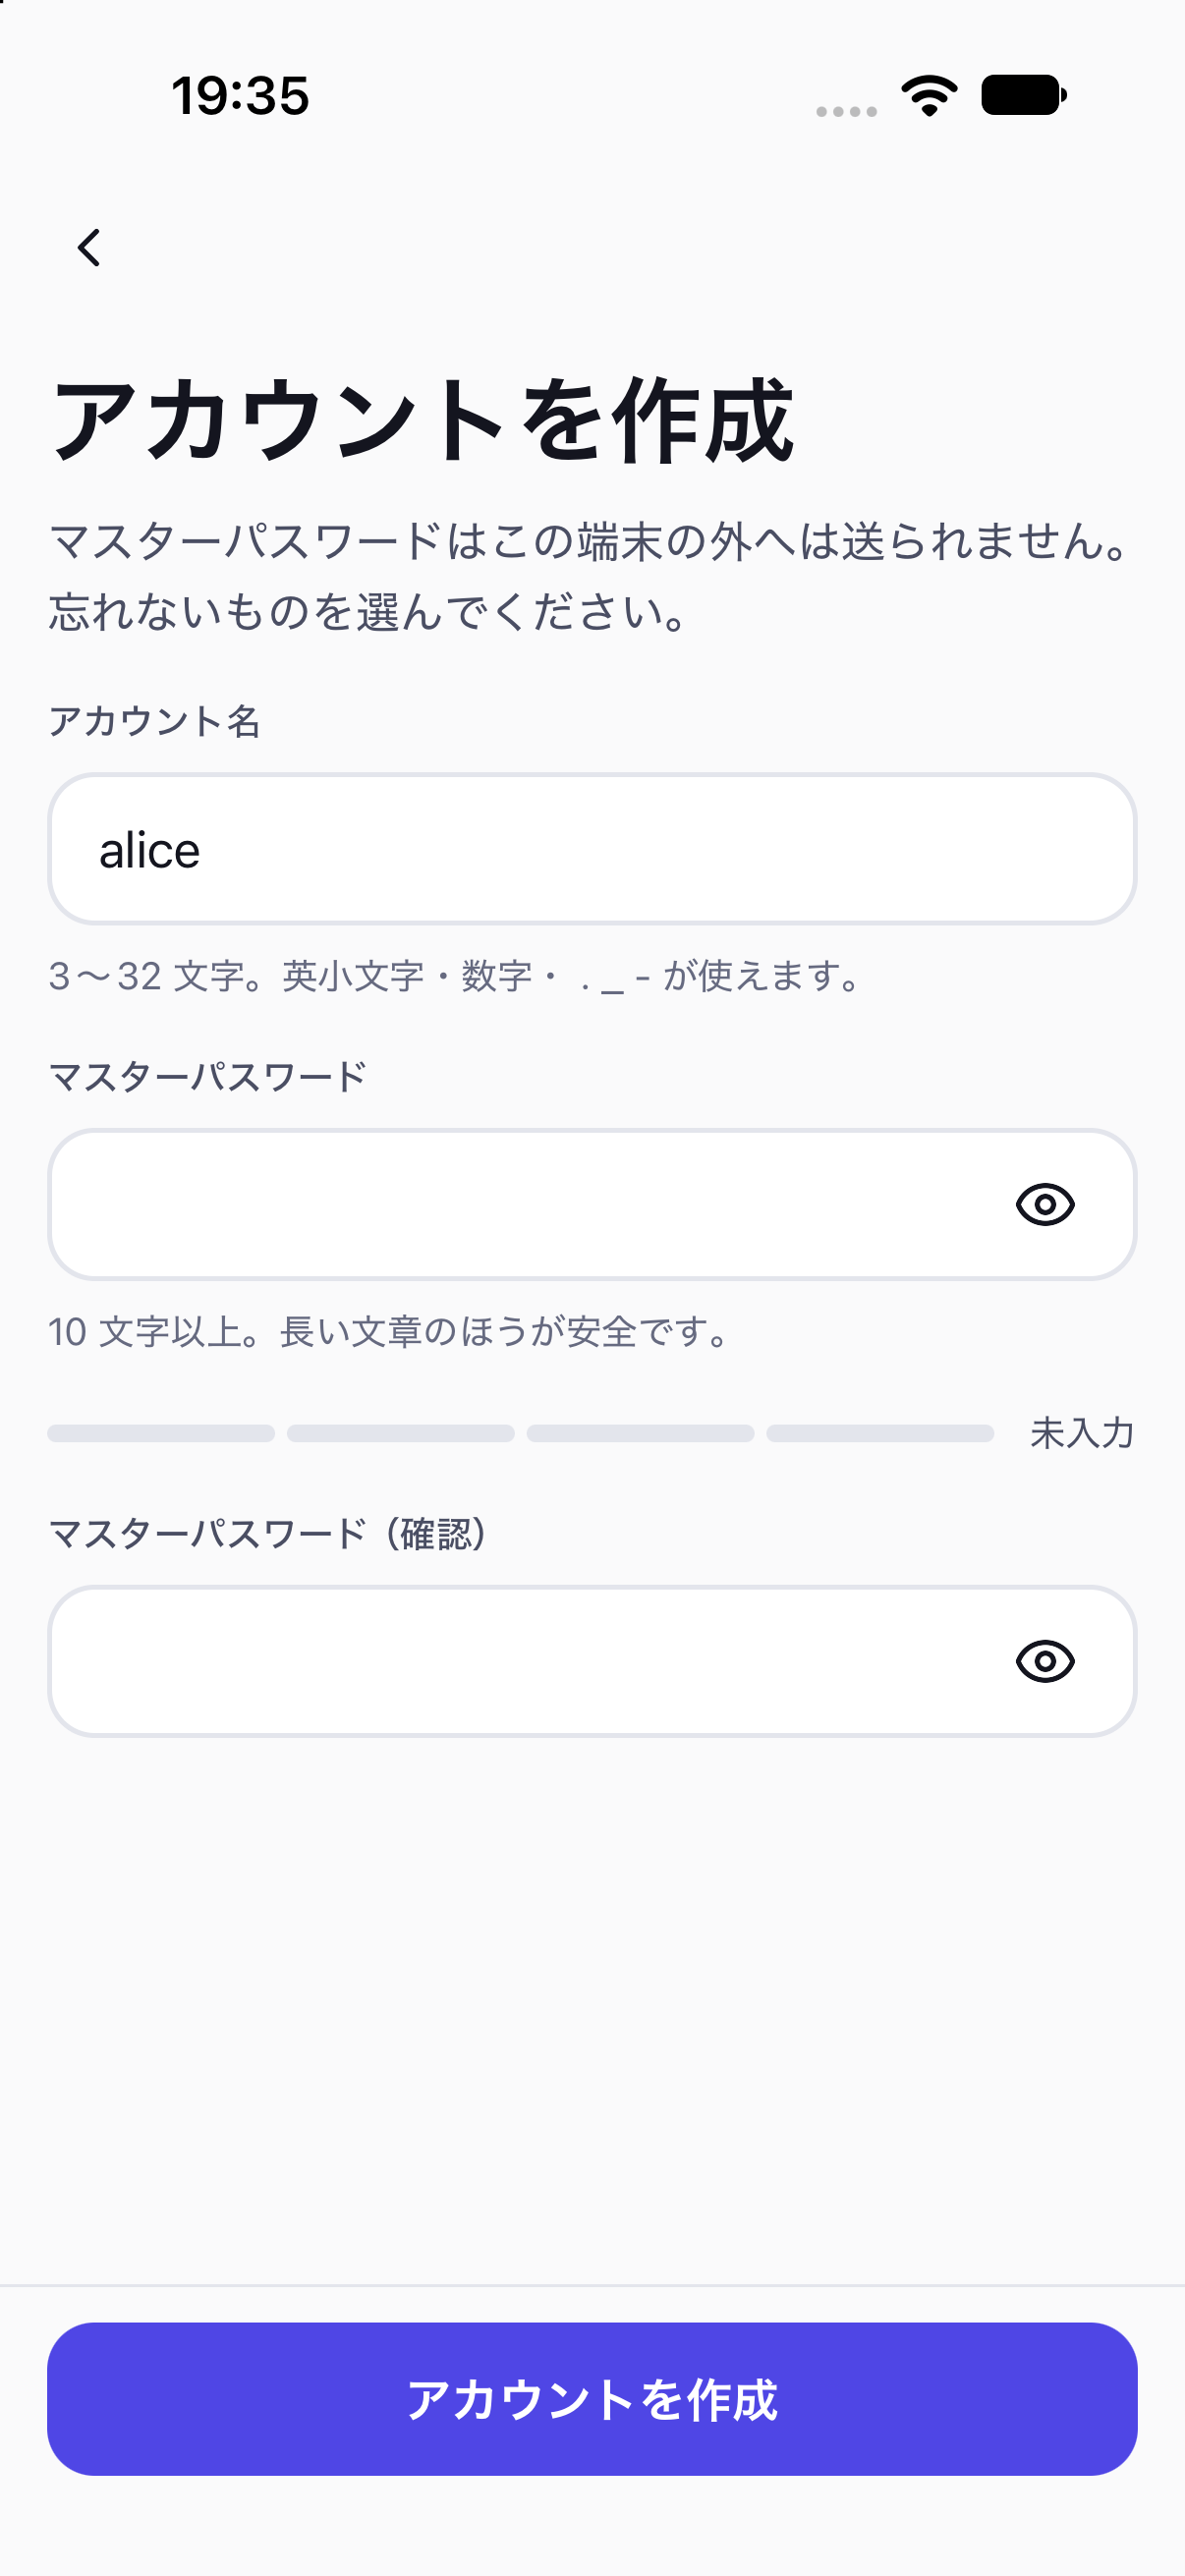 19:35
アカウントを作成
マスターパスワードはこの端末の外へは送られません。
忘れないものを選んでください。
アカウント名
alice
3〜32 文字。英小文字・数字・ . _ - が使えます。
マスターパスワード
10 文字以上。長い文章のほうが安全です。
未入力
マスターパスワード（確認）
アカウントを作成